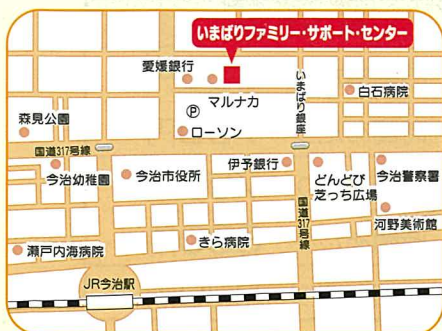 いまばりファミリー・サポート・センター
愛媛銀行
いまばり銀座
白石病院
マルナカ
P
森見公園
ローソン
国道317号線
伊予銀行
今治幼稚園
今治市役所
どんどび
芝っち広場
今治警察署
国道317号線
河野美術館
きら病院
瀬戸内海病院
JR今治駅